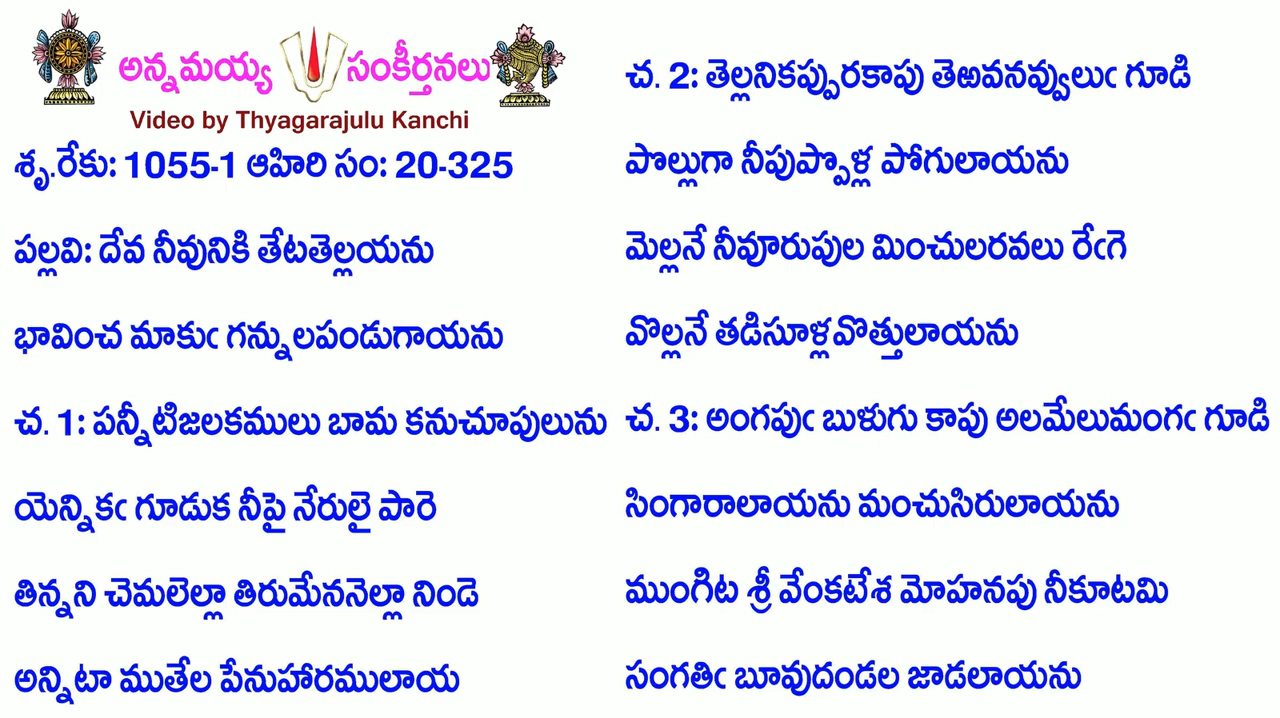 అన్నమయ్య సంకీర్తనలు
Video by Thyagarajulu Kanchi
శృ.రేకు: 1055-1 ఆహిరి సం: 20-325
పల్లవి: దేవ నీవునికి తేటతెల్లయను
భావించ మాకుఁ గన్నులపండుగాయను
చ. 1: పన్నీటిజలకములు బామ కనుచూపులును
యెన్నికఁ గూడుక నీపై నేరులై పారె
తిన్నని చెమలెల్లా తిరుమేననెల్లా నిండె
అన్నిటా ముతేల పేనుహారములాయ
చ. 2: తెల్లనికప్పురకాపు తెఱవనవ్వులుఁ గూడి
పొల్లుగా నీపుప్పొళ్ల పోగులాయను
మెల్లనే నీవూరుపుల మించులరవలు రేఁగె
వొల్లనే తడిసూళ్లవొత్తులాయను
చ. 3: అంగపుఁ బుళుగు కాపు అలమేలుమంగఁ గూడి
సింగారాలాయను మంచుసిరులాయను
ముంగిట శ్రీ వేంకటేశ మోహనపు నీకూటమి
సంగతిఁ బూవుదండల జాడలాయను